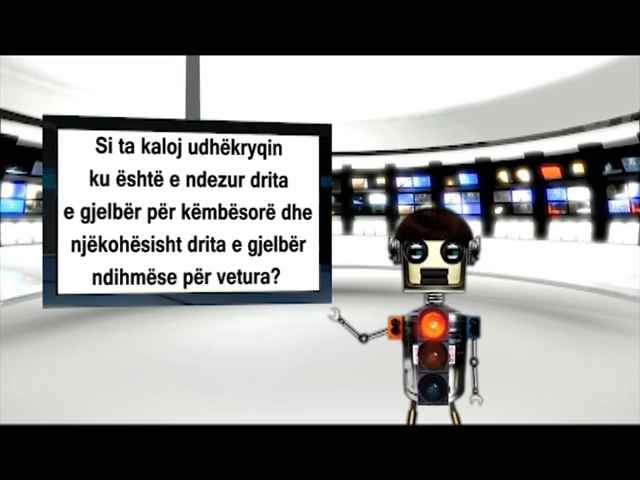 Si ta kaloj udhëkryqin
ku është e ndezur drita
e gjelbër për këmbësorë dhe
njëkohësisht drita e gjelbër
ndihmëse për vetura?